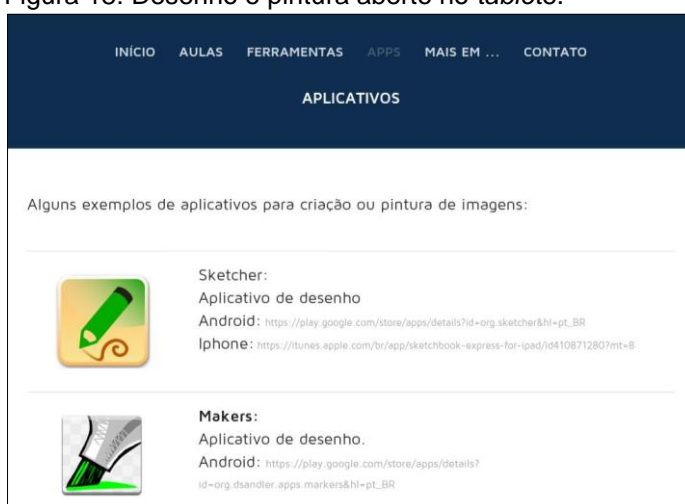 Figura 18: Desenho e pintura aberto no tablete.
INÍCIO AULAS FERRAMENTAS APPS MAIS EM ... CONTATO
APLICATIVOS
Alguns exemplos de aplicativos para criação ou pintura de imagens:
Sketcher:
Aplicativo de desenho
Android: https://play.google.com/store/apps/details?id=org.sketcher&hl=pt_BR
Iphone: https://itunes.apple.com/br/app/sketchbook-express-for-ipad/id410871280?mt=8
Makers:
Aplicativo de desenho.
Android: https://play.google.com/store/apps/details?
id=org.dsandler.apps.markers&hl=pt_BR